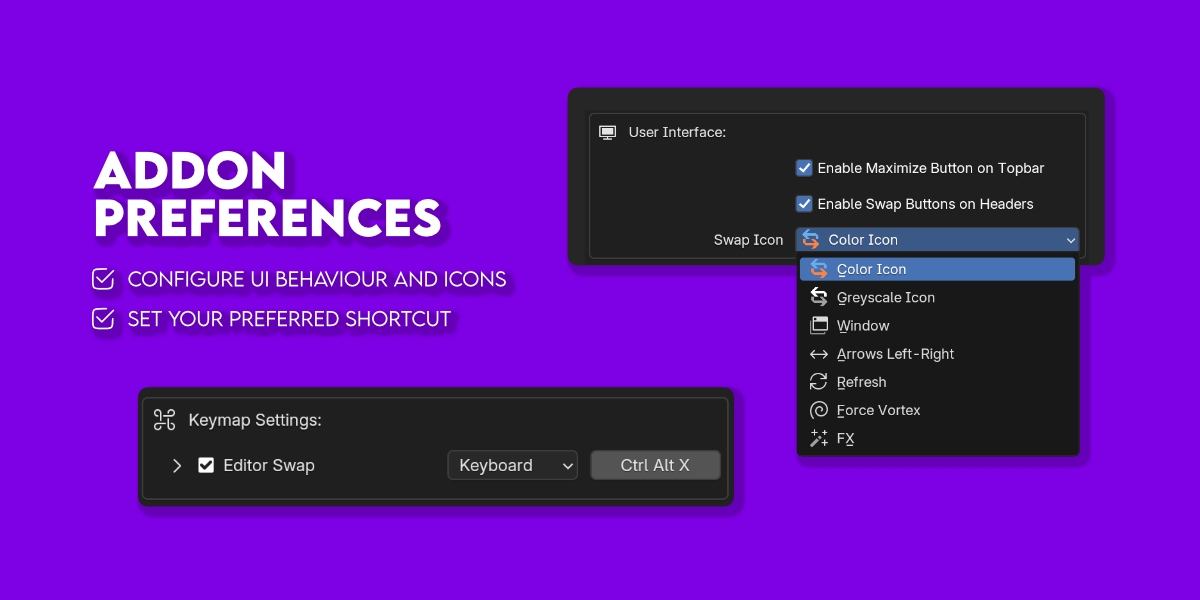 ADDON
PREFERENCES
CONFIGURE UI BEHAVIOUR AND ICONS
SET YOUR PREFERRED SHORTCUT
User Interface:
Enable Maximize Button on Topbar
Enable Swap Buttons on Headers
Swap Icon Color Icon
Color Icon
Greyscale Icon
Window
Arrows Left-Right
Refresh
Force Vortex
FX
Keymap Settings:
Editor Swap Keyboard Ctrl Alt X